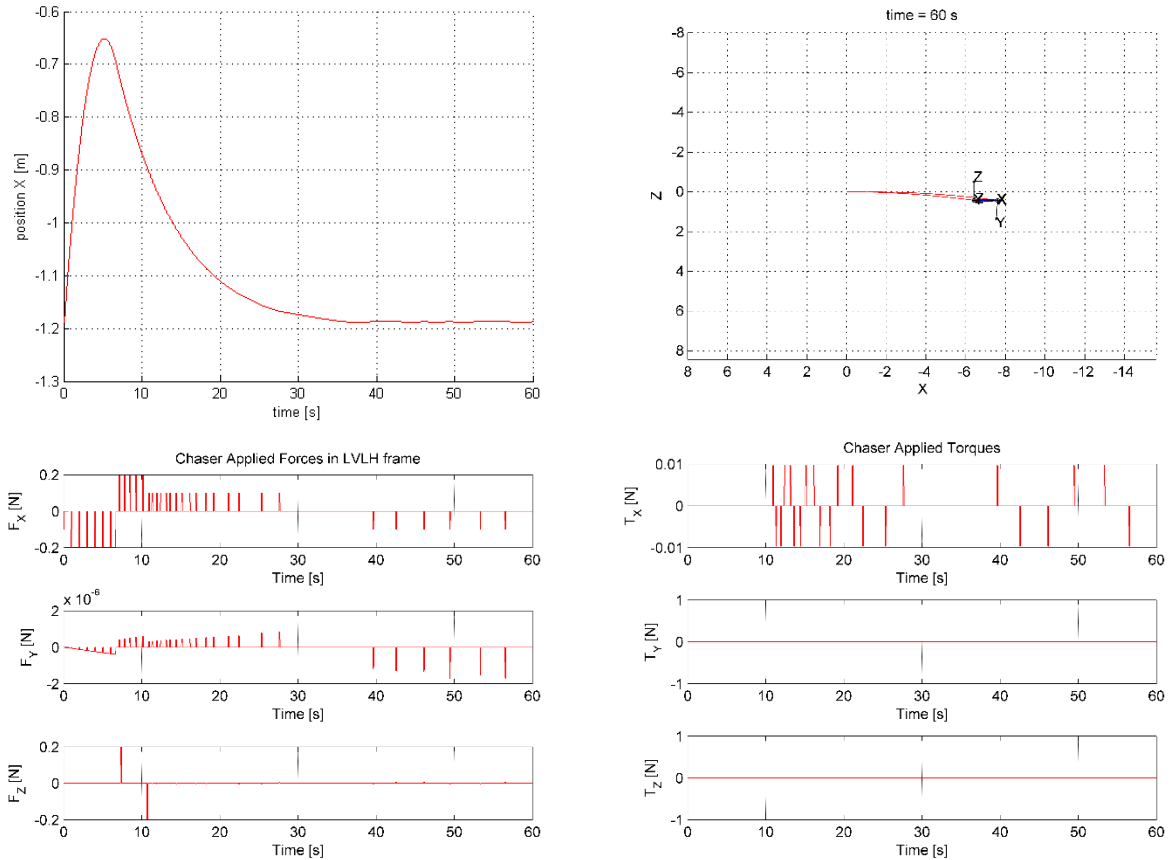 -0.6
-0.7
-0.8
-0.9
-1
-1.1
-1.2
-1.3
position X [m]
0 10 20 30 40 50 60
time [s]
time = 60 s
-8
-6
-4
-2
0
2
4
6
8
Z
Z
Z X
Y
8 6 4 2 0 -2 -4 -6 -8 -10 -12 -14
X
Chaser Applied Forces in LVLH frame
0.2
0
-0.2
F_X [N]
0 10 20 30 40 50 60
Time [s]
x 10^-6
2
0
-2
F_Y [N]
0 10 20 30 40 50 60
Time [s]
0.2
0
-0.2
F_Z [N]
0 10 20 30 40 50 60
Time [s]
Chaser Applied Torques
0.01
0
-0.01
T_X [N]
0 10 20 30 40 50 60
Time [s]
1
0
-1
T_Y [N]
0 10 20 30 40 50 60
Time [s]
1
0
-1
T_Z [N]
0 10 20 30 40 50 60
Time [s]